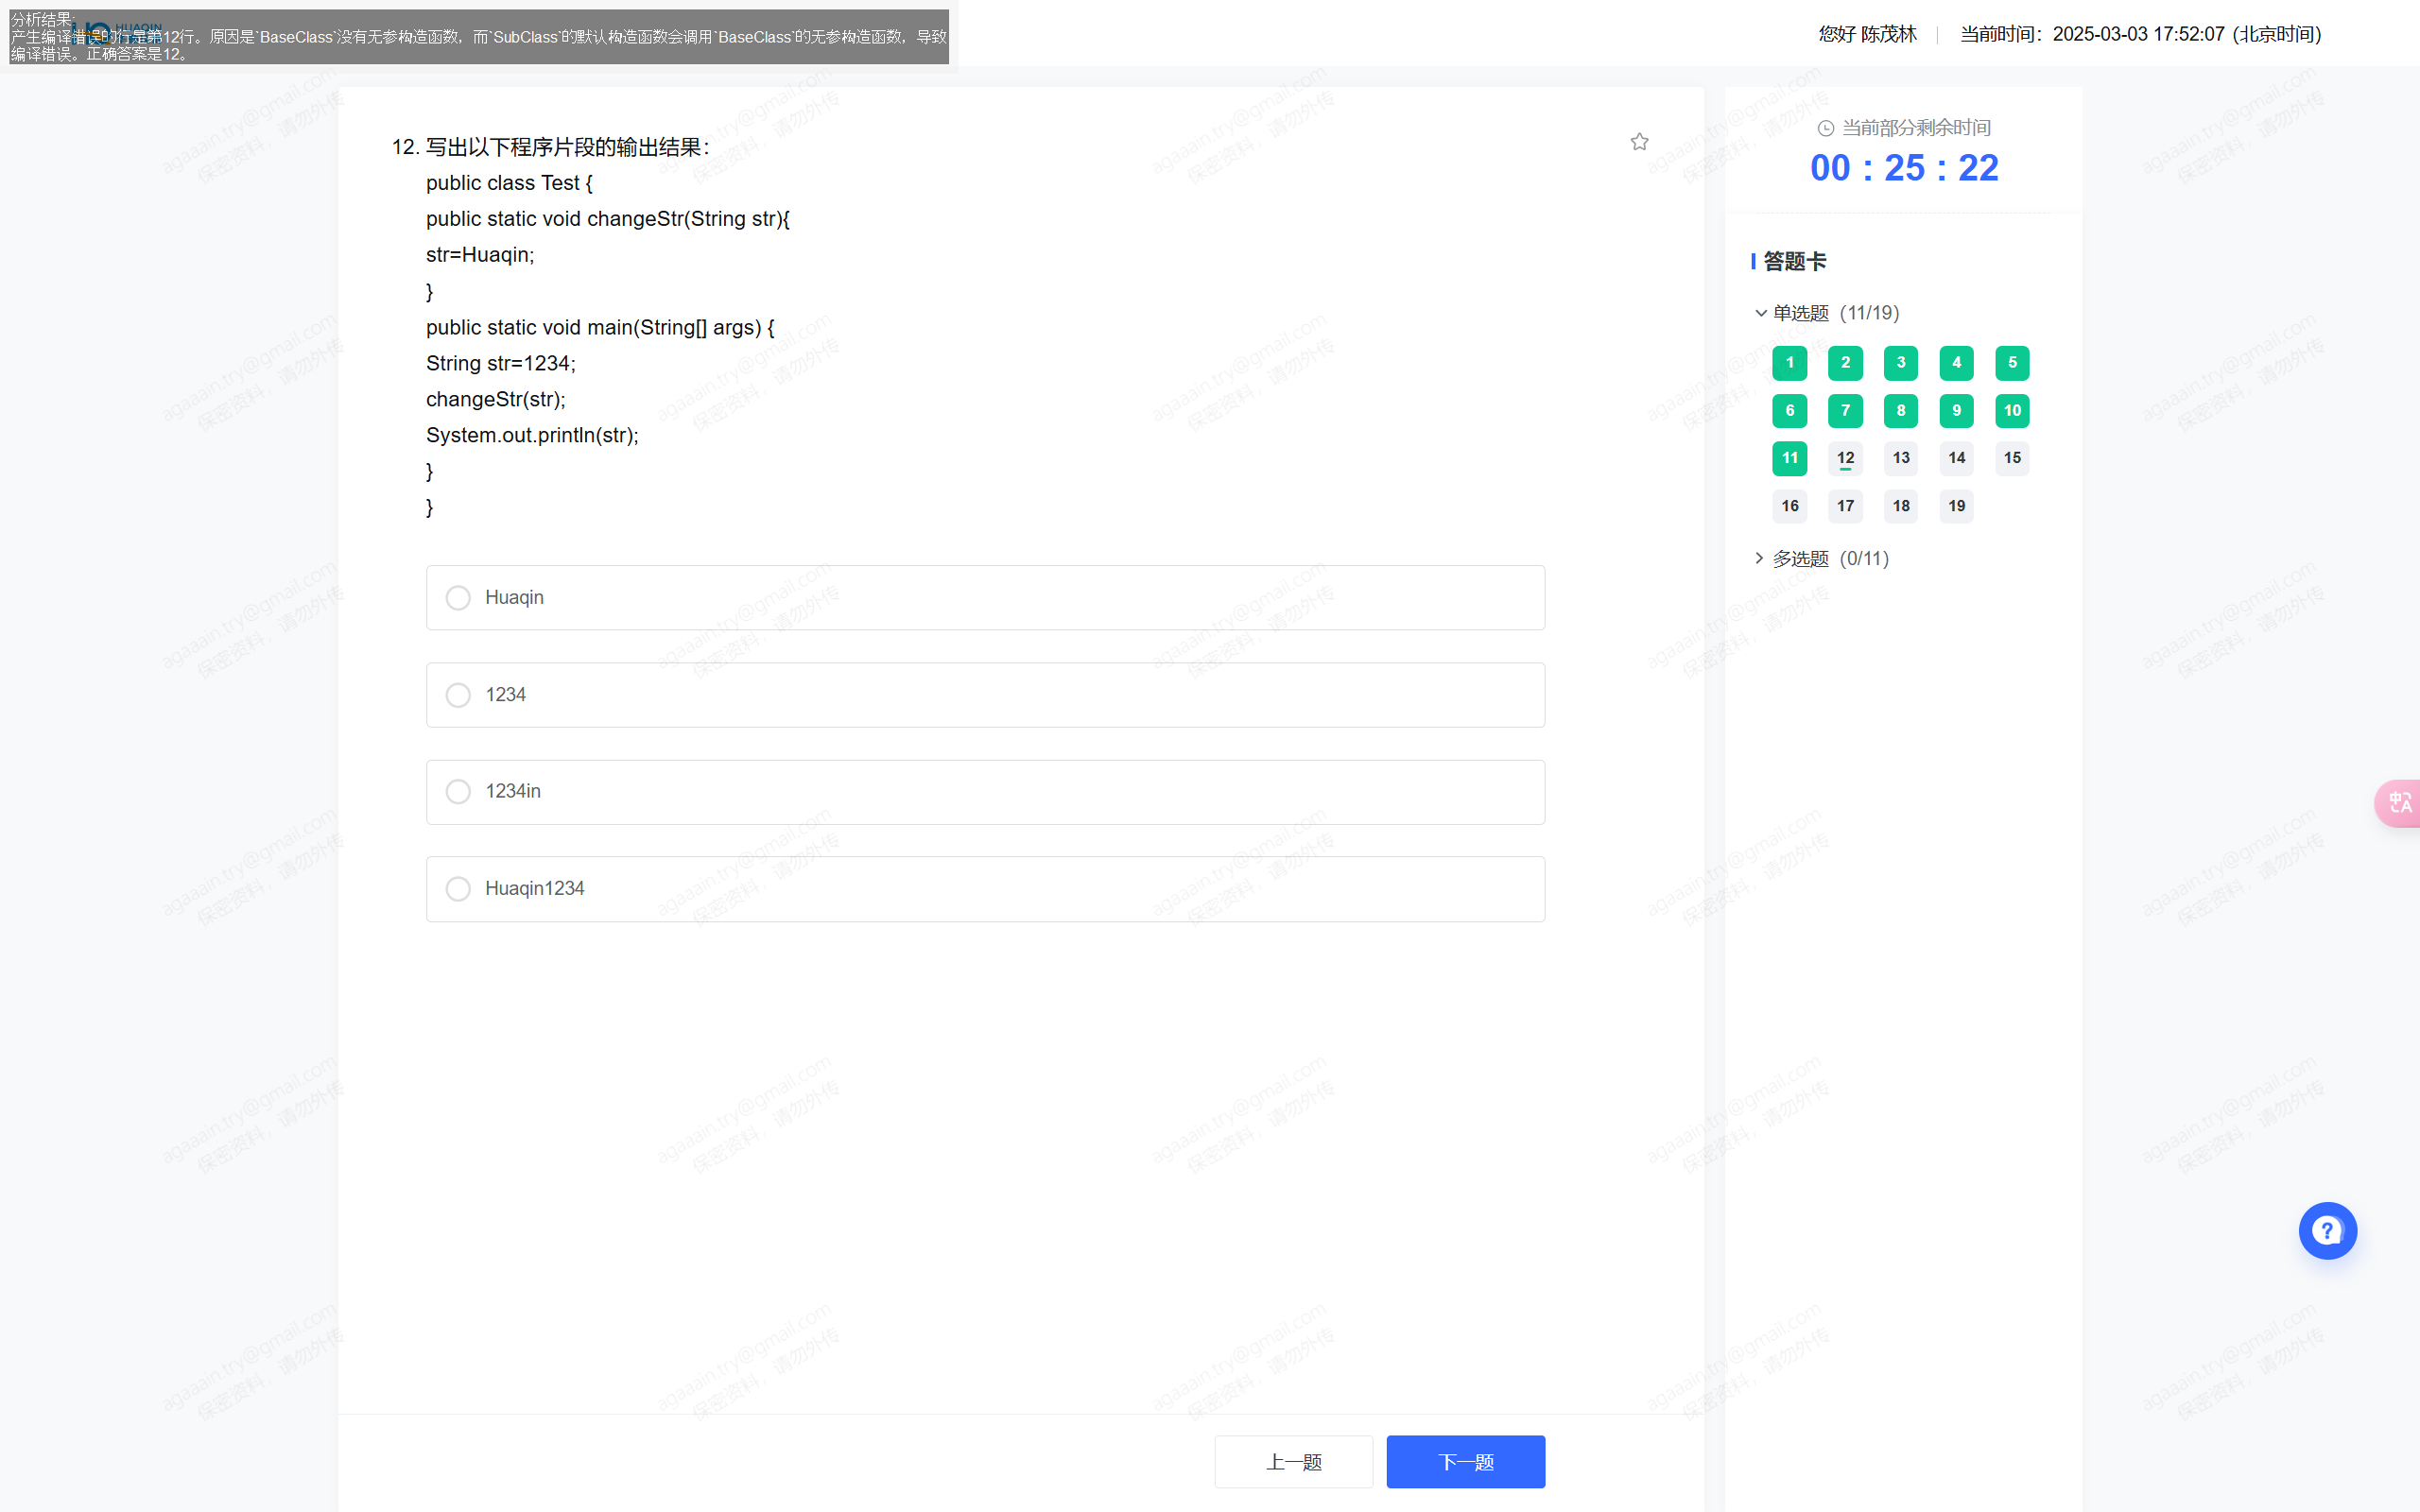 分析结果:
HUAQIN
产生编译错误的行是第12行。原因是`BaseClass`没有无参构造函数，而`SubClass`的默认构造函数会调用`BaseClass`的无参构造函数，导致
编译错误。正确答案是12。
您好 陈茂林
当前时间：2025-03-03 17:52:07 (北京时间)
12. 写出以下程序片段的输出结果：
public class Test {
public static void changeStr(String str){
str=Huaqin;
}
public static void main(String[] args) {
String str=1234;
changeStr(str);
System.out.println(str);
}
}
Huaqin
1234
1234in
Huaqin1234
上一题
下一题
当前部分剩余时间
00 : 25 : 22
答题卡
单选题（11/19）
1 2 3 4 5
6 7 8 9 10
11 12 13 14 15
16 17 18 19
多选题（0/11）
agaaain.try@gmail.com
保密资料，请勿外传